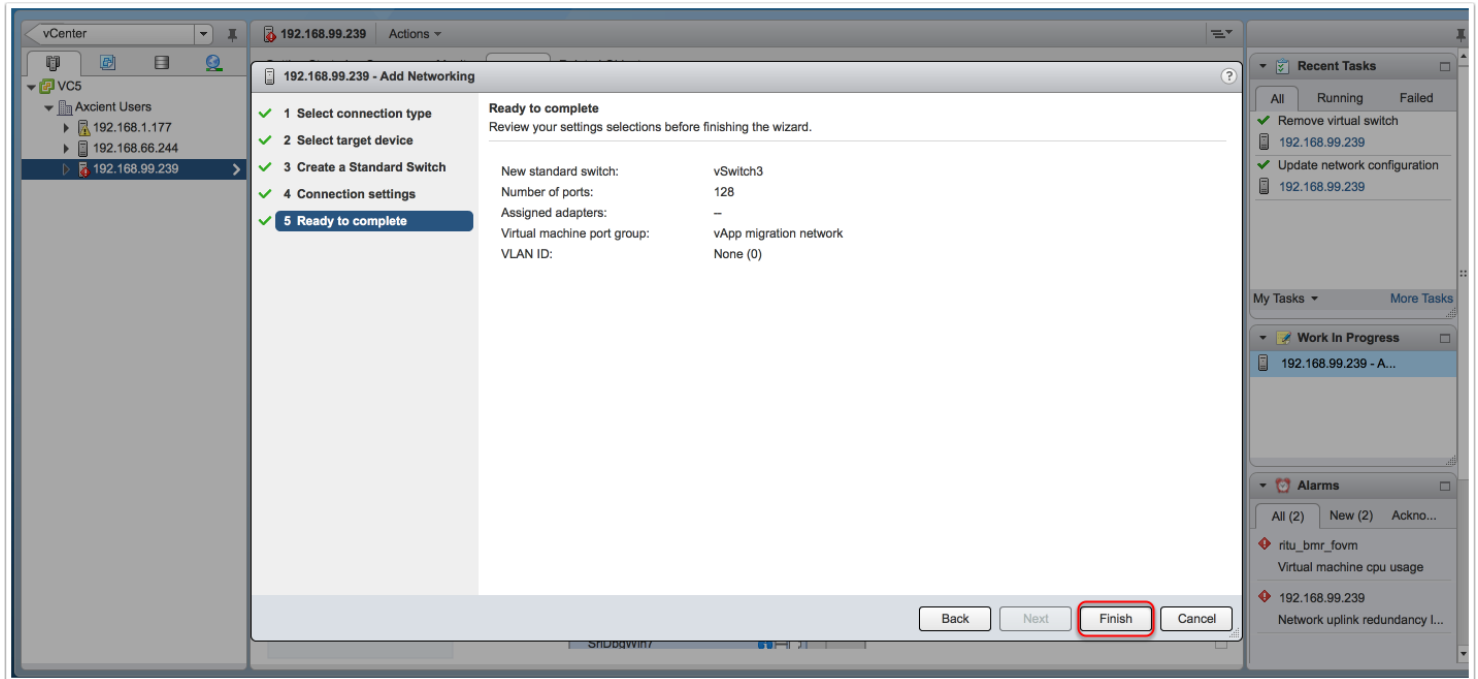 vCenter
192.168.99.239 Actions
VC5
Axcient Users
192.168.1.177
192.168.66.244
192.168.99.239
192.168.99.239 - Add Networking
?
1 Select connection type
2 Select target device
3 Create a Standard Switch
4 Connection settings
5 Ready to complete
Ready to complete
Review your settings selections before finishing the wizard.
New standard switch: vSwitch3
Number of ports: 128
Assigned adapters: --
Virtual machine port group: vApp migration network
VLAN ID: None (0)
Back Next Finish Cancel
Recent Tasks
All Running Failed
Remove virtual switch
192.168.99.239
Update network configuration
192.168.99.239
My Tasks More Tasks
Work In Progress
192.168.99.239 - A...
Alarms
All (2) New (2) Ackno...
ritu_bmr_fovm
Virtual machine cpu usage
192.168.99.239
Network uplink redundancy l...